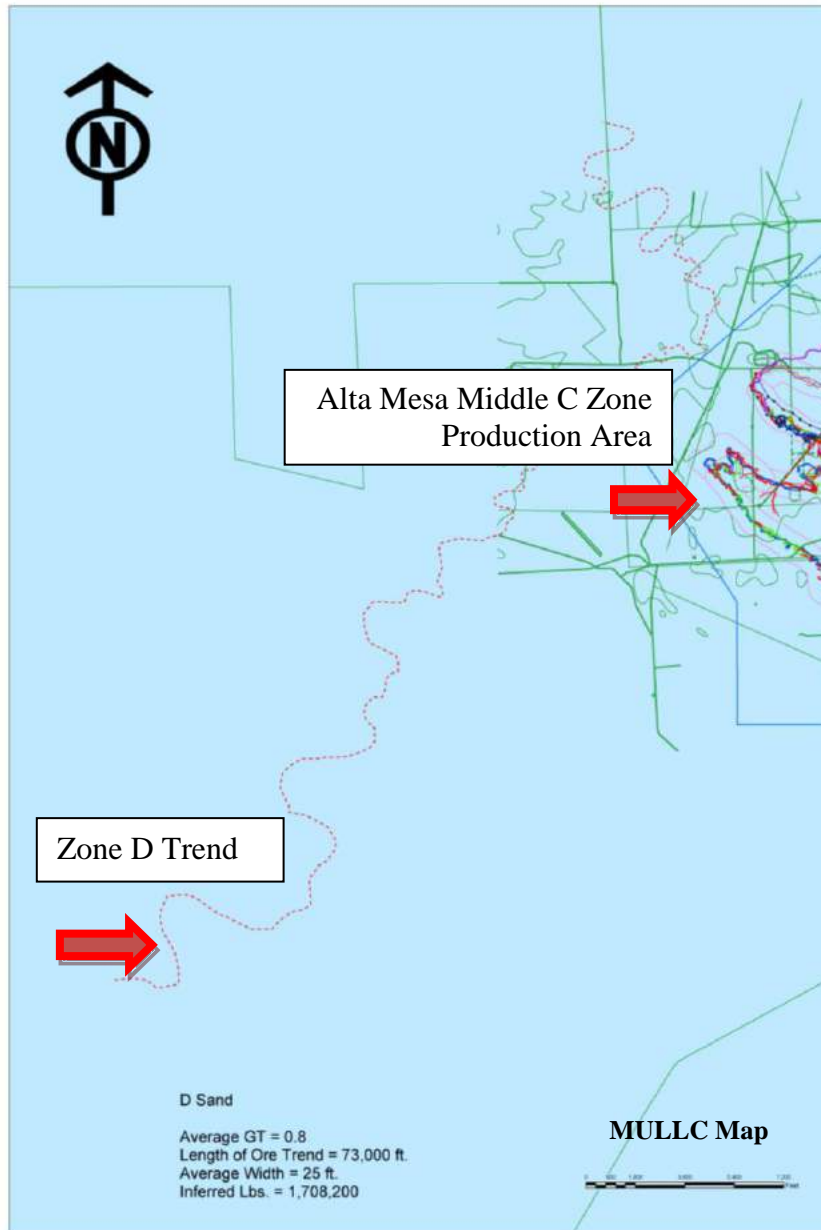 N
Alta Mesa Middle C Zone
Production Area
Zone D Trend
D Sand
Average GT = 0.8
Length of Ore Trend = 73,000 ft.
Average Width = 25 ft.
Inferred Lbs. = 1,708,200
MULLC Map